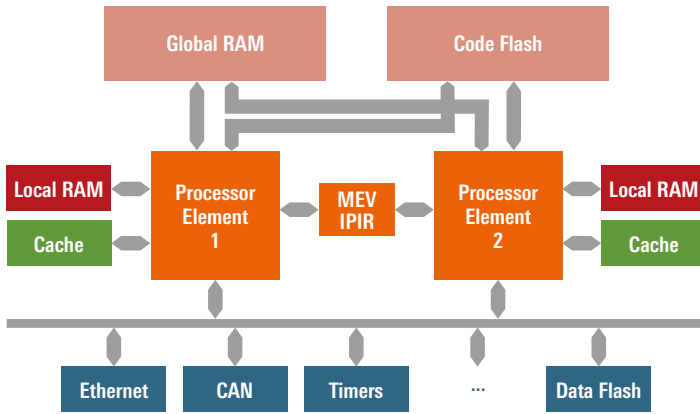 Global RAM
Code Flash
Local RAM
Cache
Processor
Element
1
MEV
IPIR
Processor
Element
2
Local RAM
Cache
Ethernet
CAN
Timers
...
Data Flash